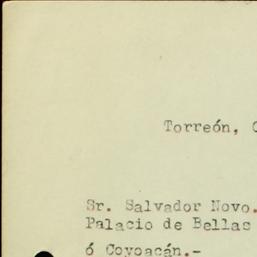 Torreón, C
Sr. Salvador Novo.
Palacio de Bellas
ó Coyoacán.-